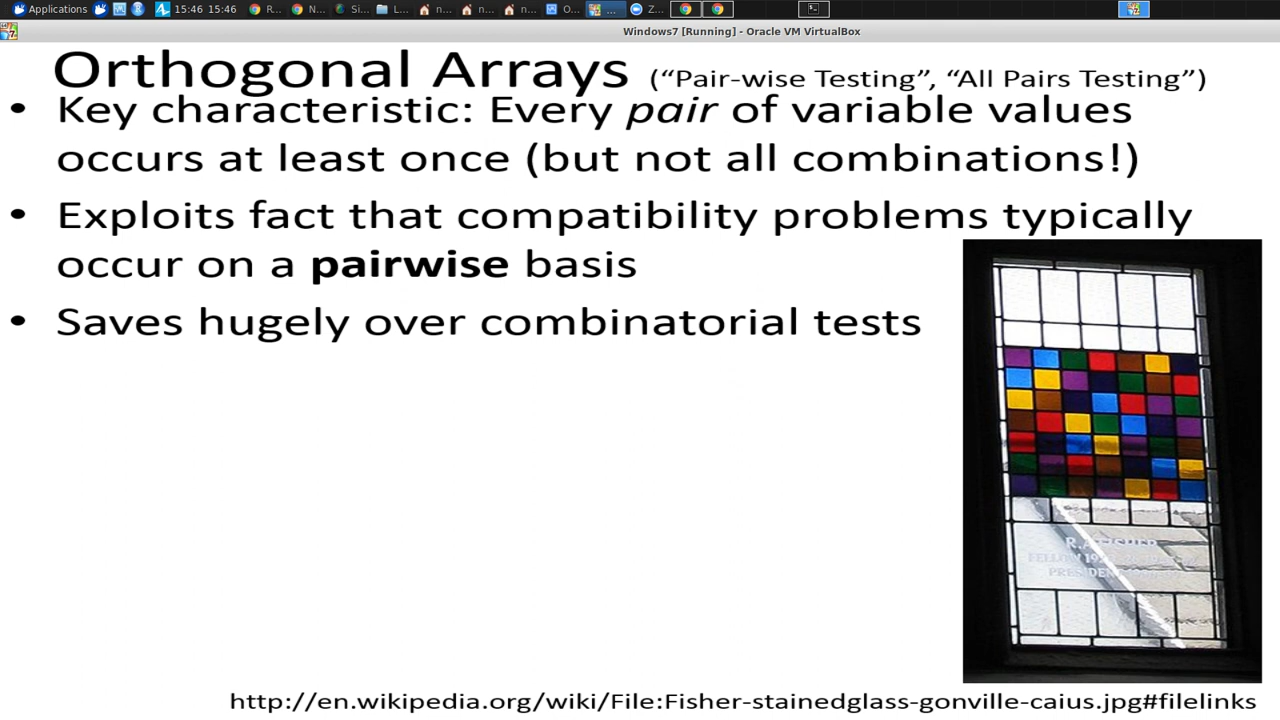 Applications 15:46 15:46 R... N... Si... L... n... n... n... O... ... Z...
Windows7 [Running] - Oracle VM VirtualBox
Orthogonal Arrays (“Pair-wise Testing”, “All Pairs Testing”)
• Key characteristic: Every pair of variable values
occurs at least once (but not all combinations!)
• Exploits fact that compatibility problems typically
occur on a pairwise basis
• Saves hugely over combinatorial tests
FELLOW
http://en.wikipedia.org/wiki/File:Fisher-stainedglass-gonville-caius.jpg#filelinks